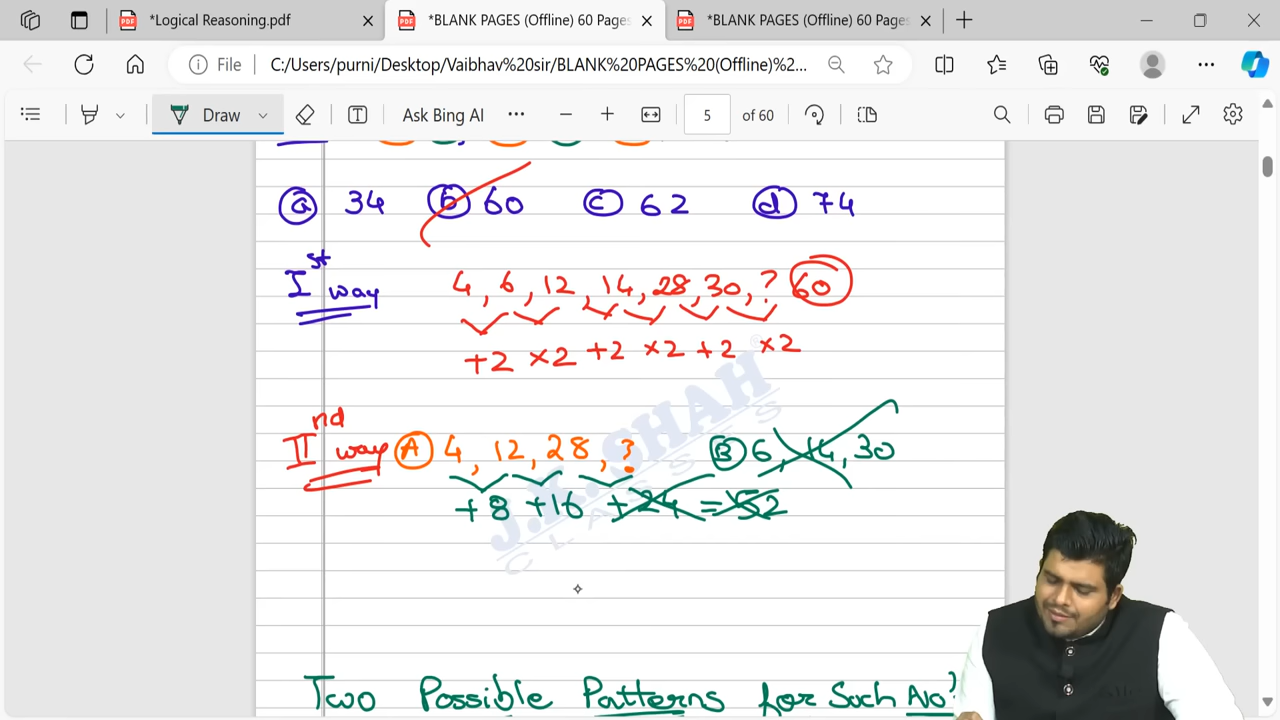 *Logical Reasoning.pdf
*BLANK PAGES (Offline) 60 Pages
*BLANK PAGES (Offline) 60 Page
File C:/Users/purni/Desktop/Vaibhav%20sir/BLANK%20PAGES%20(Offline)%2...
Draw Ask Bing AI 5 of 60
(a) 34 (b) 60 (c) 62 (d) 74
Ist way 4, 6, 12, 14, 28, 30, ? 60
+2 ×2 +2 ×2 +2 ×2
IInd way (A) 4, 12, 28, ? (B) 6, 14, 30
+8 +16 +24 = 52
J.K. SHAH
CLASSES
Two Possible Patterns for Such No?